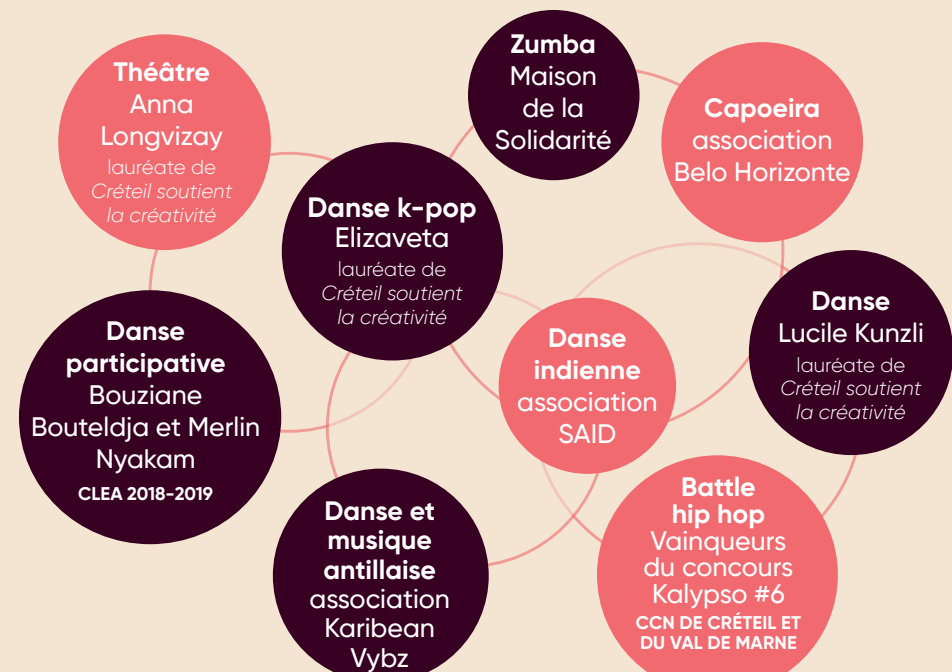 Théâtre
Anna
Longvizay
lauréate de
Créteil soutient
la créativité
Zumba
Maison
de la
Solidarité
Capoeira
association
Belo Horizonte
Danse k-pop
Elizaveta
lauréate de
Créteil soutient
la créativité
Danse
Lucile Kunzli
lauréate de
Créteil soutient
la créativité
Danse
participative
Bouziane
Bouteldja et Merlin
Nyakam
CLEA 2018-2019
Danse
indienne
association
SAID
Danse et
musique
antillaise
association
Karibean
Vybz
Battle
hip hop
Vainqueurs
du concours
Kalypso #6
CCN DE CRÉTEIL ET
DU VAL DE MARNE